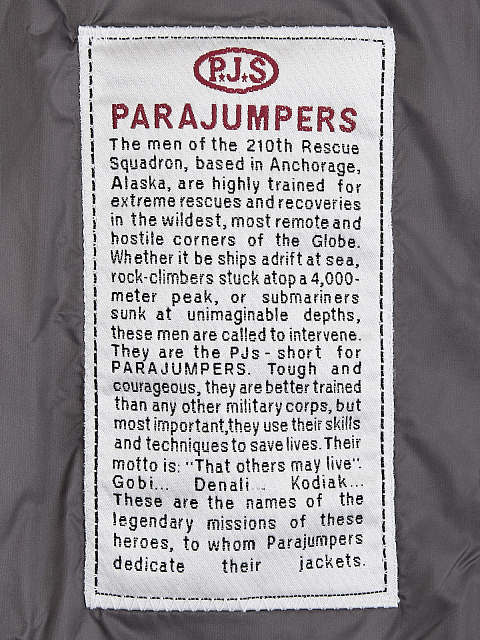 P.J.S
PARAJUMPERS
The men of the 210th Rescue
Squadron, based in Anchorage,
Alaska, are highly trained for
extreme rescues and recoveries
in the wildest, most remote and
hostile corners of the Globe.
Whether it be ships adrift at sea,
rock-climbers stuck atop a 4,000-
meter peak, or submariners
sunk at unimaginable depths,
these men are called to intervene.
They are the PJs - short for
PARAJUMPERS. Tough and
courageous, they are better trained
than any other military corps, but
most important,they use their skills
and techniques to save lives. Their
motto is: "That others may live".
Gobi... Denali... Kodiak...
These are the names of the
legendary missions of these
heroes, to whom Parajumpers
dedicate their jackets.